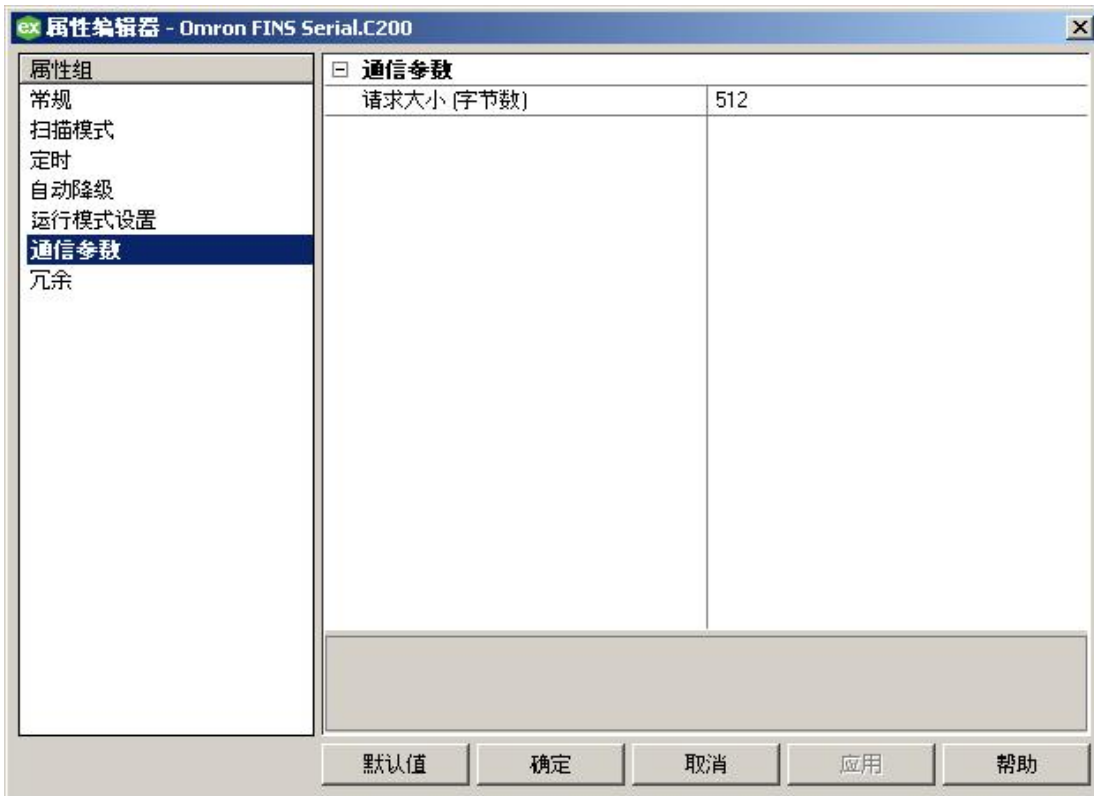 ex 属性编辑器 - Omron FINS Serial.C200
属性组
常规
扫描模式
定时
自动降级
运行模式设置
通信参数
冗余
通信参数
请求大小 (字节数) 512
默认值 确定 取消 应用 帮助